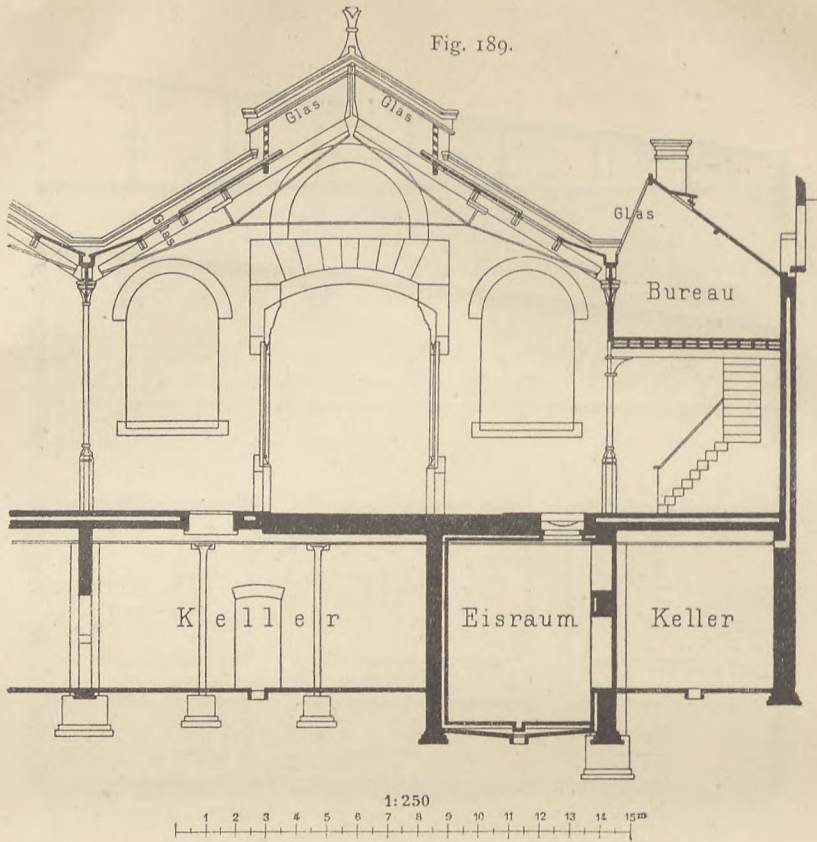 Fig. 189.
Glas Glas
Glas
Glas
Bureau
Keller Eisraum Keller
1:250
1 2 3 4 5 6 7 8 9 10 11 12 13 14 15m